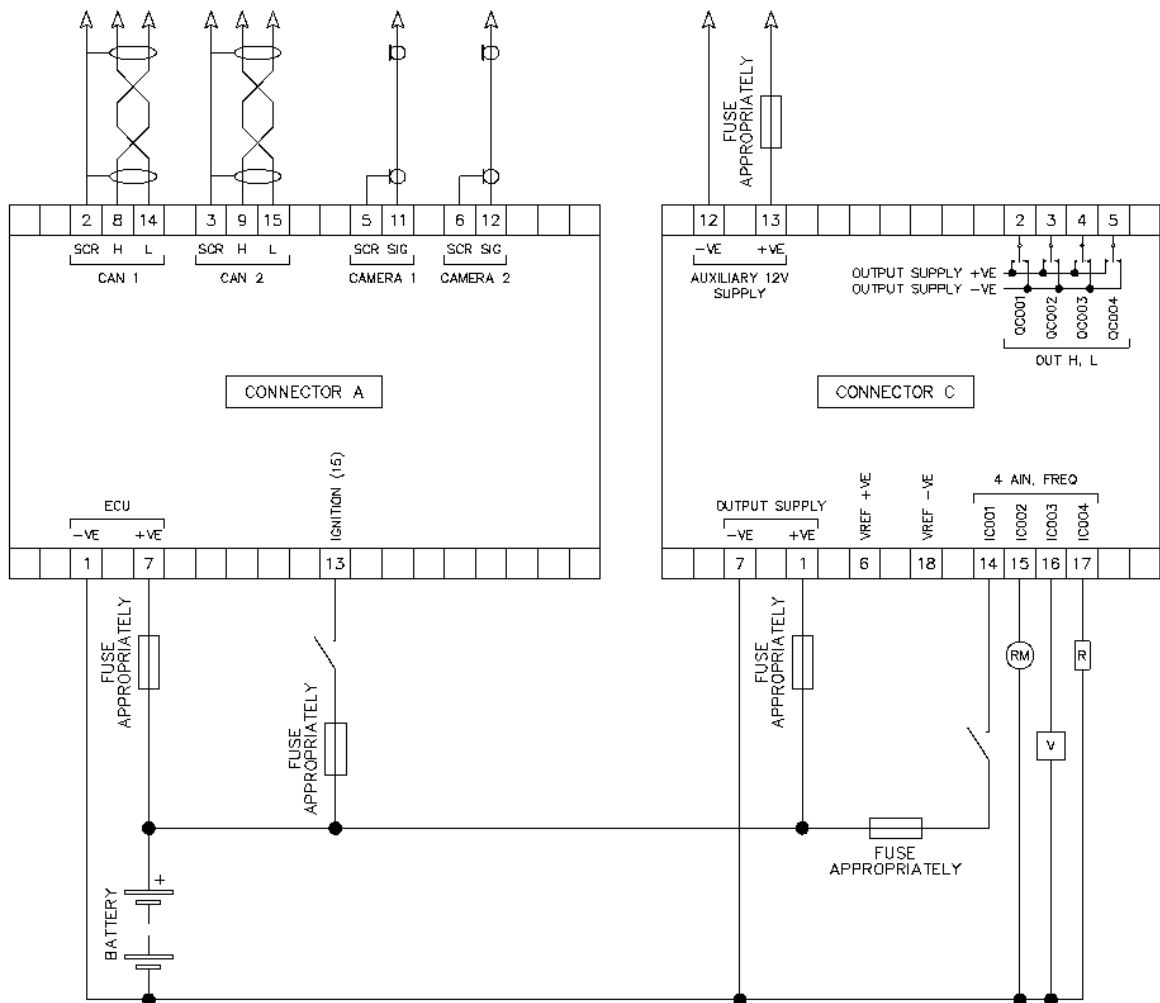 FUSE
APPROPRIATELY
2 8 14 3 9 15 5 11 6 12
SCR H L SCR H L SCR SIG SCR SIG
CAN 1 CAN 2 CAMERA 1 CAMERA 2
CONNECTOR A
IGNITION (15)
ECU
-VE +VE
1 7 13
12 13 2 3 4 5
-VE +VE
AUXILIARY 12V
SUPPLY
OUTPUT SUPPLY +VE
OUTPUT SUPPLY -VE
QC001 QC002 QC003 QC004
OUT H, L
CONNECTOR C
OUTPUT SUPPLY
-VE +VE
VREF +VE
VREF -VE
4 AIN, FREQ
IC001 IC002 IC003 IC004
7 1 6 18 14 15 16 17
FUSE
APPROPRIATELY
FUSE
APPROPRIATELY
FUSE
APPROPRIATELY
RM
R
V
FUSE
APPROPRIATELY
+
BATTERY